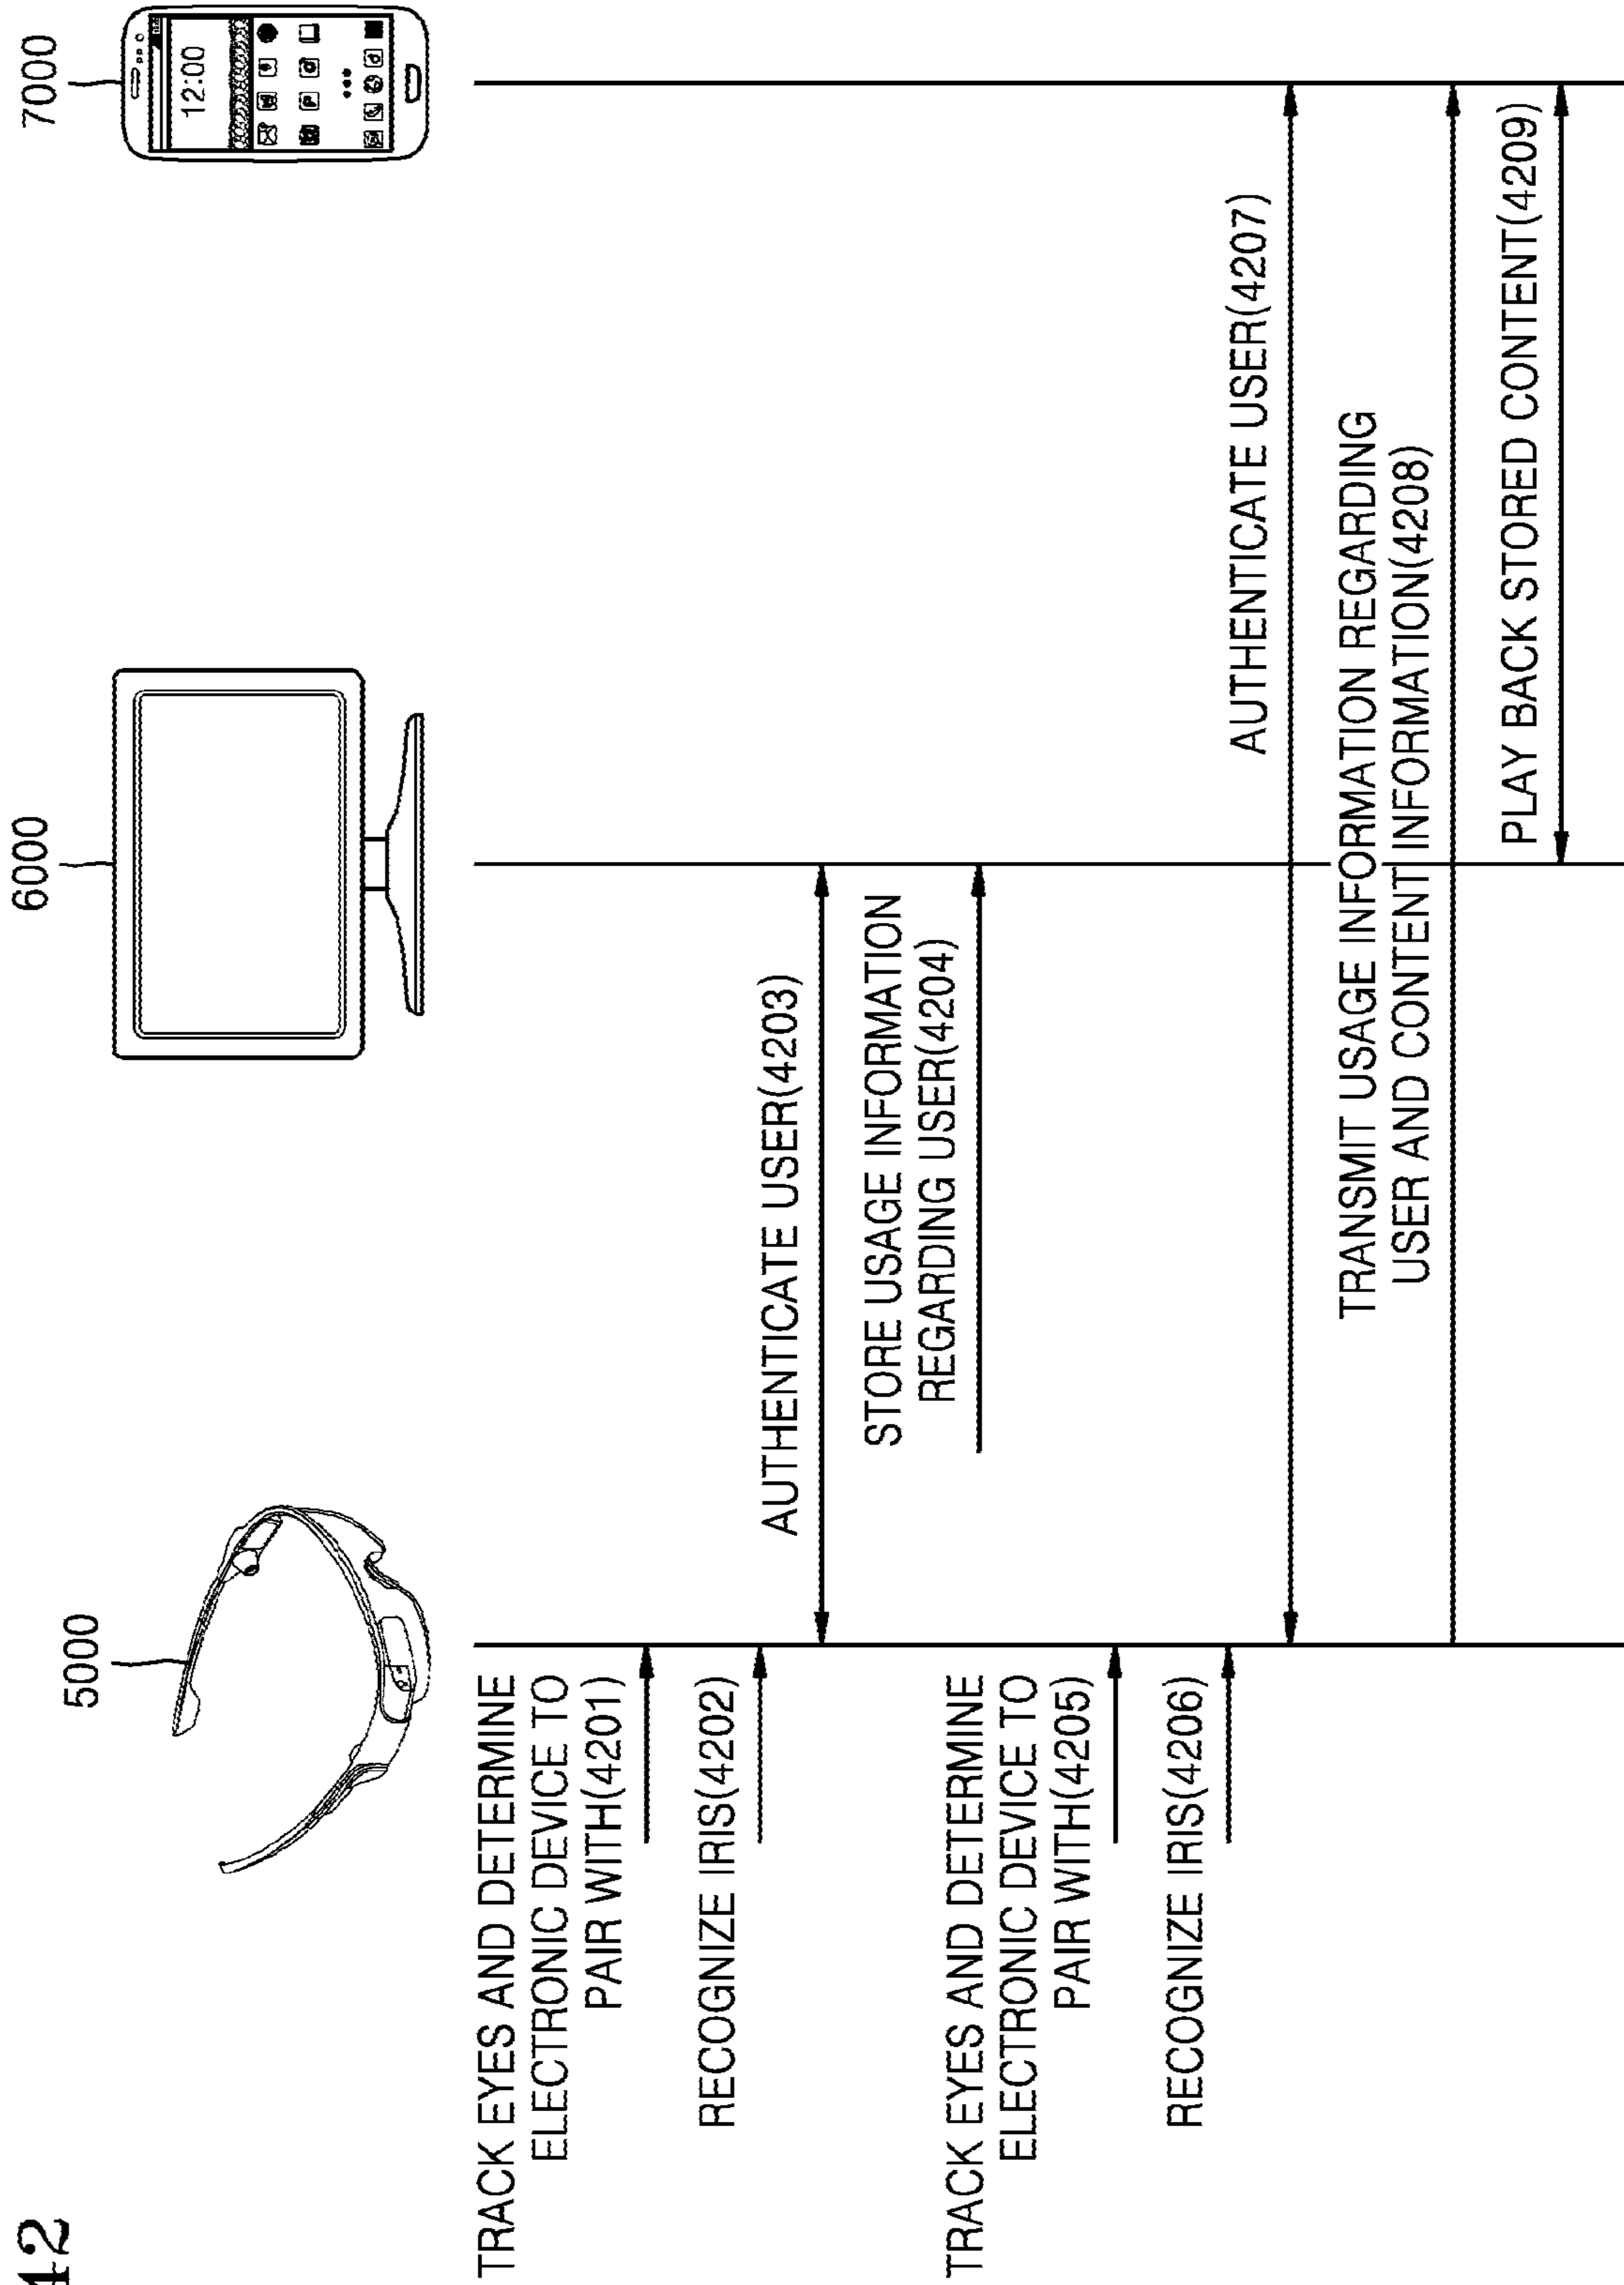 42
5000
6000
7000
12:00
TRACK EYES AND DETERMINE
ELECTRONIC DEVICE TO
PAIR WITH(4201)
RECOGNIZE IRIS(4202)
AUTHENTICATE USER(4203)
STORE USAGE INFORMATION
REGARDING USER(4204)
TRACK EYES AND DETERMINE
ELECTRONIC DEVICE TO
PAIR WITH(4205)
RECOGNIZE IRIS(4206)
AUTHENTICATE USER(4207)
TRANSMIT USAGE INFORMATION REGARDING
USER AND CONTENT INFORMATION(4208)
PLAY BACK STORED CONTENT(4209)